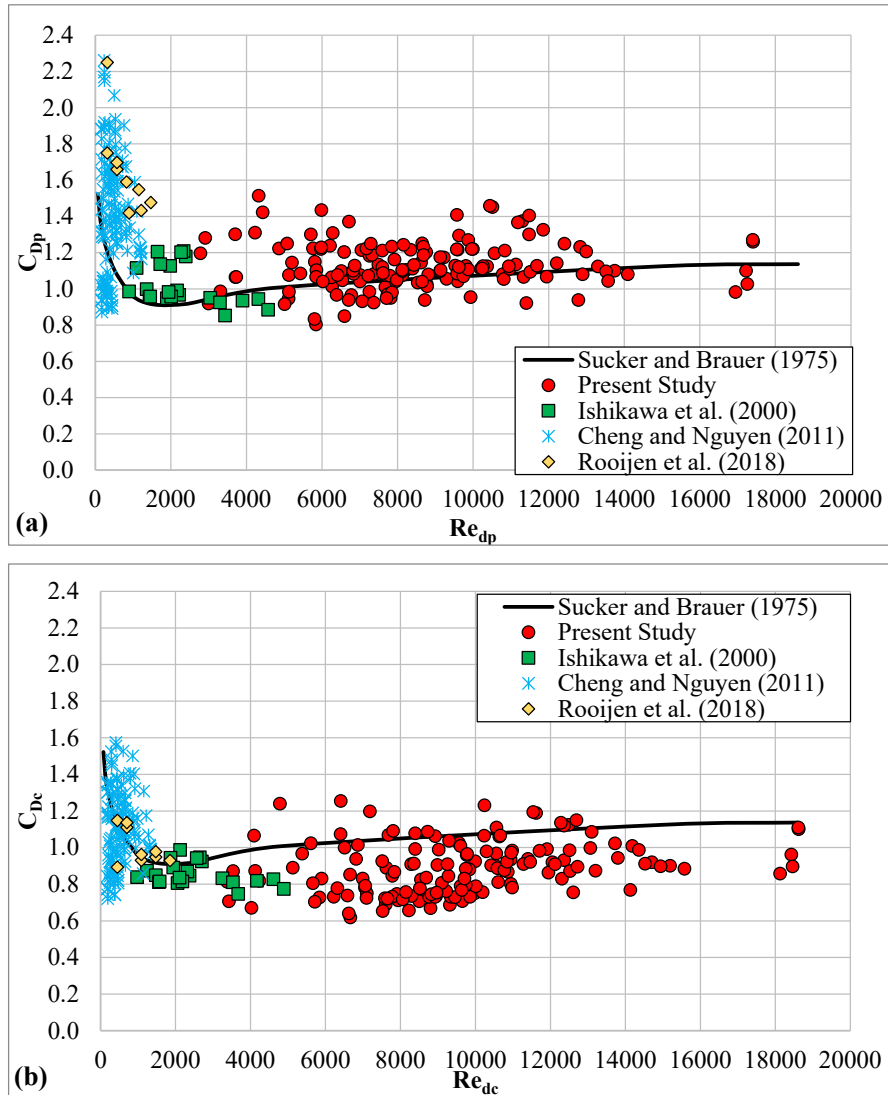 2.4
2.2
2.0
1.8
1.6
1.4
1.2
1.0
0.8
0.6
0.4
0.2
0.0
C_Dp
Sucker and Brauer (1975)
Present Study
Ishikawa et al. (2000)
Cheng and Nguyen (2011)
Rooijen et al. (2018)
0 2000 4000 6000 8000 10000 12000 14000 16000 18000 20000
(a)
Re_dp
2.4
2.2
2.0
1.8
1.6
1.4
1.2
1.0
0.8
0.6
0.4
0.2
0.0
C_Dc
Sucker and Brauer (1975)
Present Study
Ishikawa et al. (2000)
Cheng and Nguyen (2011)
Rooijen et al. (2018)
0 2000 4000 6000 8000 10000 12000 14000 16000 18000 20000
(b)
Re_dc